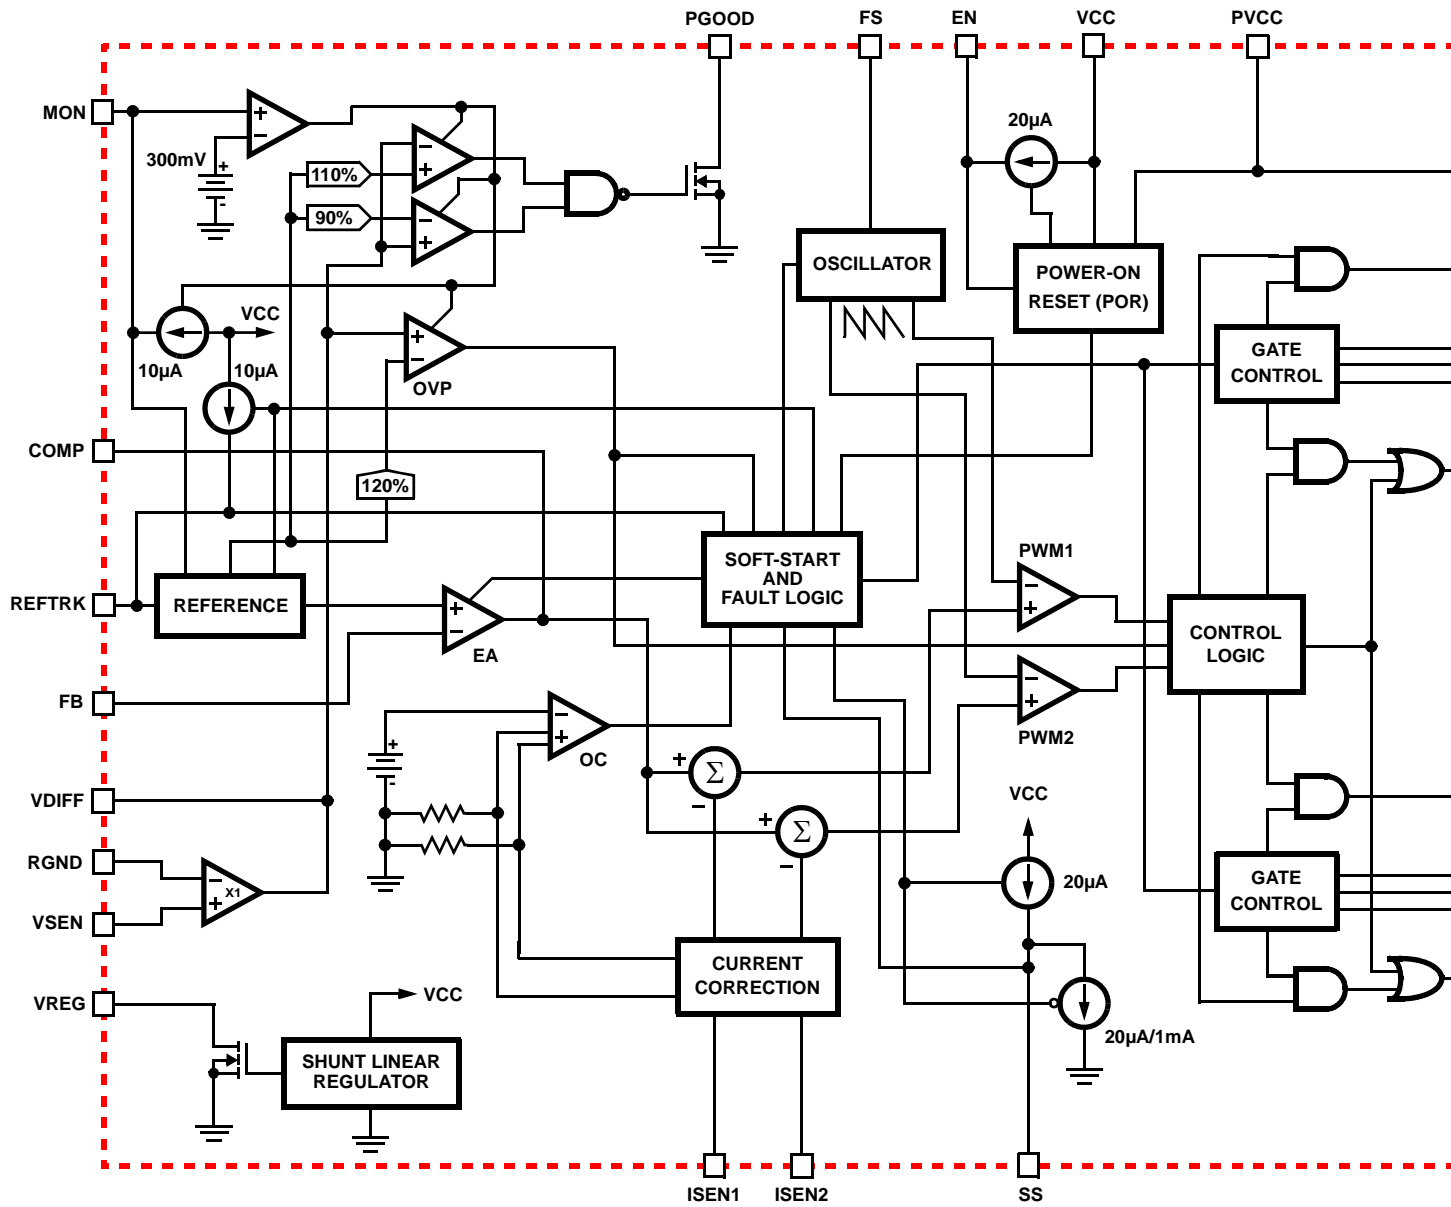 PGOOD FS EN VCC PVCC
MON
+
−
300mV
+
-
110%
90%
−
+
−
+
20µA
OSCILLATOR
POWER-ON
RESET (POR)
VCC
10µA
10µA
+
−
OVP
GATE
CONTROL
COMP
120%
SOFT-START
AND
FAULT LOGIC
PWM1
−
+
REFTRK
REFERENCE
+
−
EA
CONTROL
LOGIC
−
+
PWM2
FB
−
+
OC
+
-
+
Σ
−
+
Σ
−
VDIFF
VCC
RGND
−
+
X1
VSEN
20µA
GATE
CONTROL
CURRENT
CORRECTION
VREG
VCC
20µA/1mA
SHUNT LINEAR
REGULATOR
ISEN1 ISEN2 SS